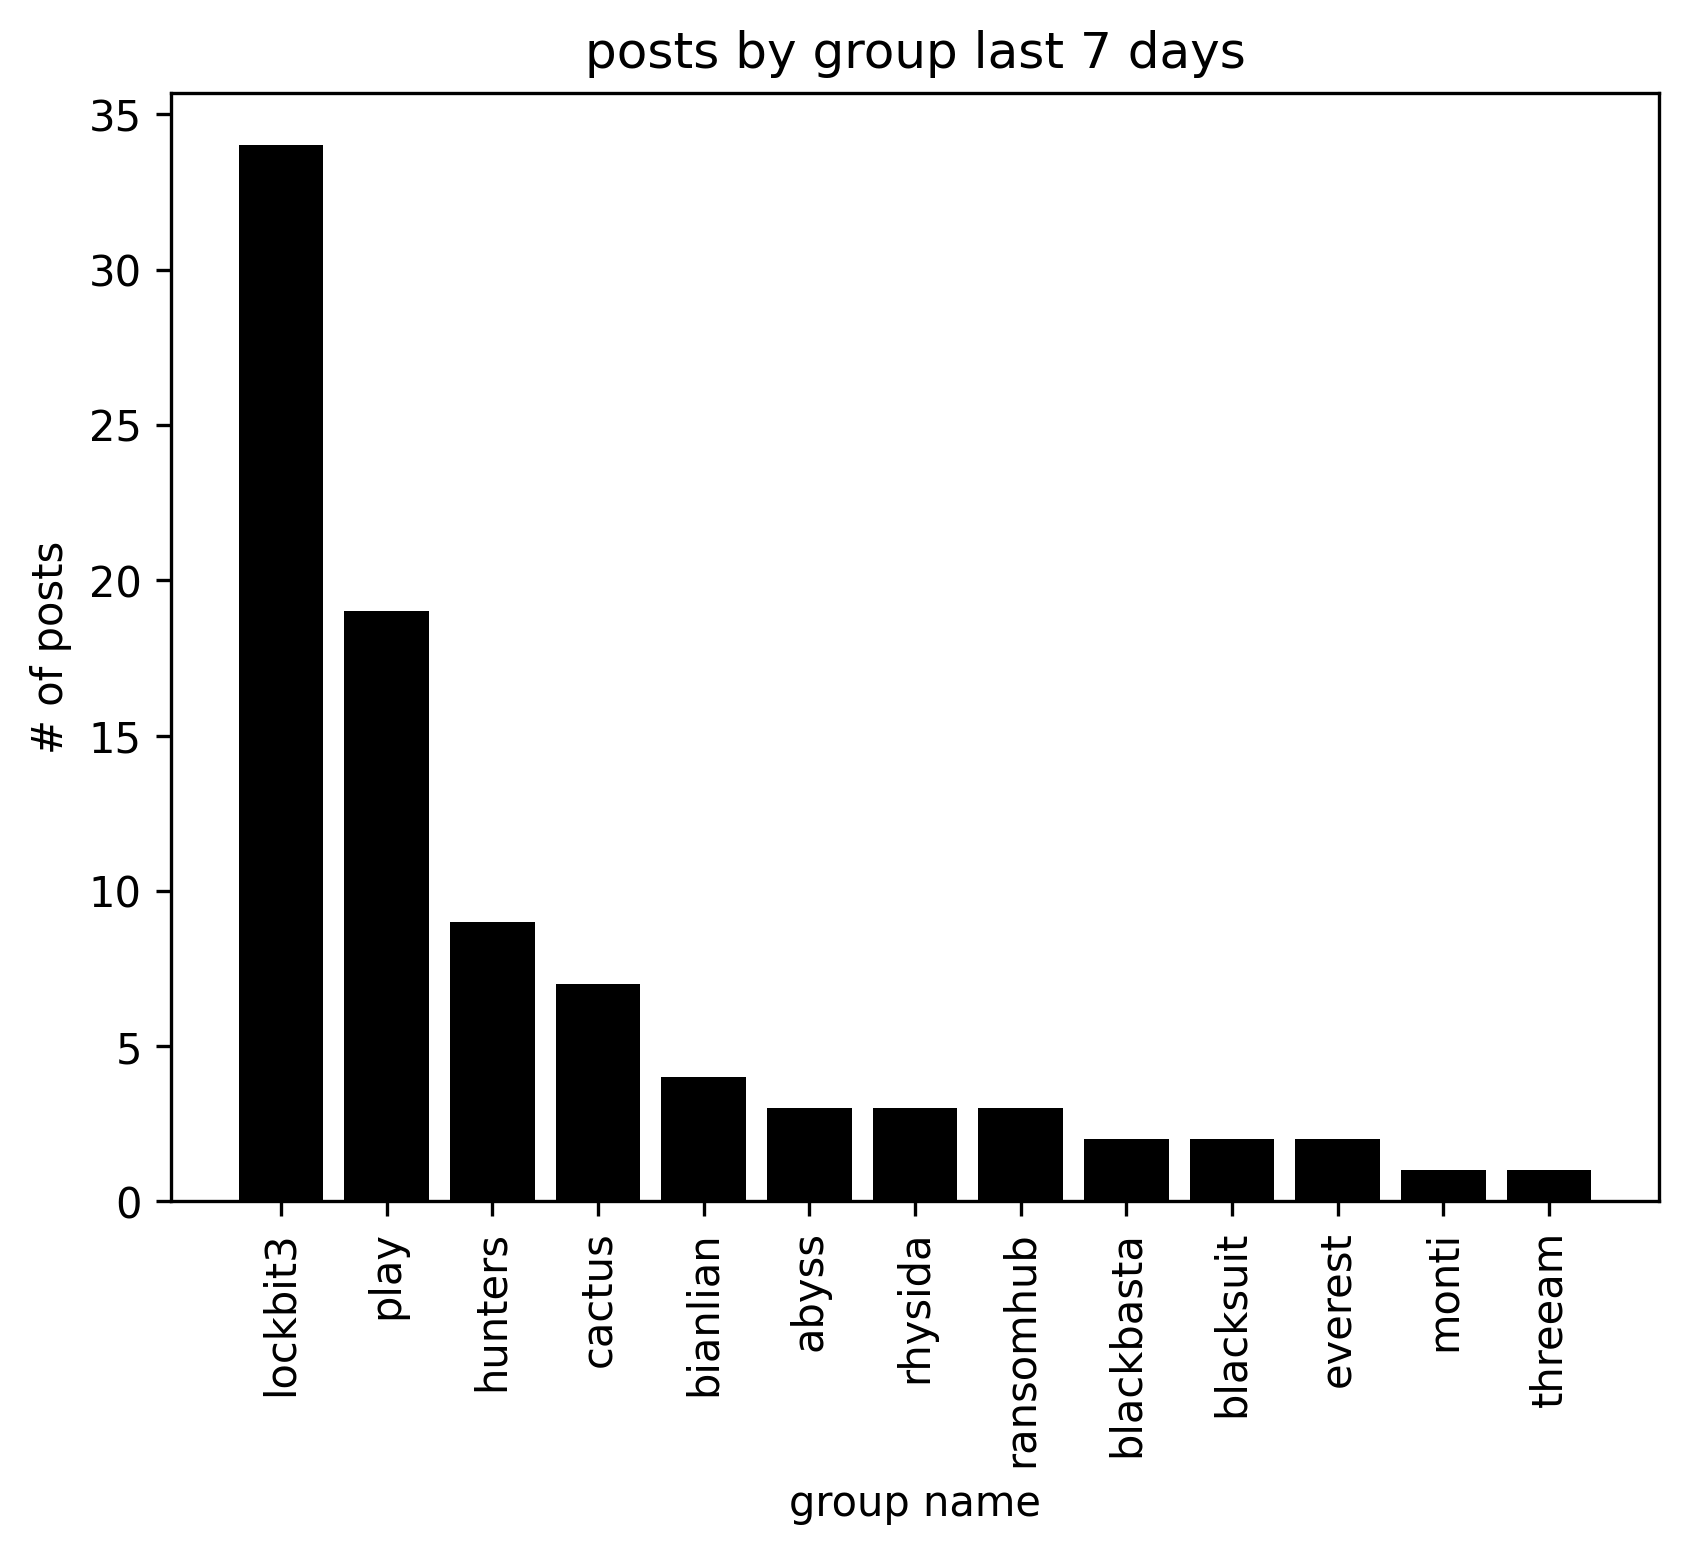 posts by group last 7 days
# of posts
35
30
25
20
15
10
5
0
lockbit3
play
hunters
cactus
bianlian
abyss
rhysida
ransomhub
blackbasta
blacksuit
everest
monti
threeam
group name